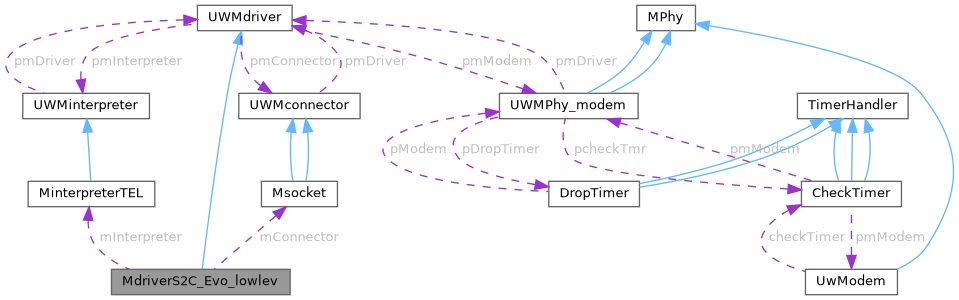 UWMdriver
MPhy
pmDriver
pmInterpreter
pmConnector
pmDriver
pmModem
pmDriver
UWMinterpreter
UWMconnector
UWMPhy_modem
TimerHandler
pModem
pDropTimer
pcheckTmr
pmModem
MinterpreterTEL
Msocket
DropTimer
CheckTimer
mInterpreter
mConnector
checkTimer
pmModem
MdriverS2C_Evo_lowlev
UwModem